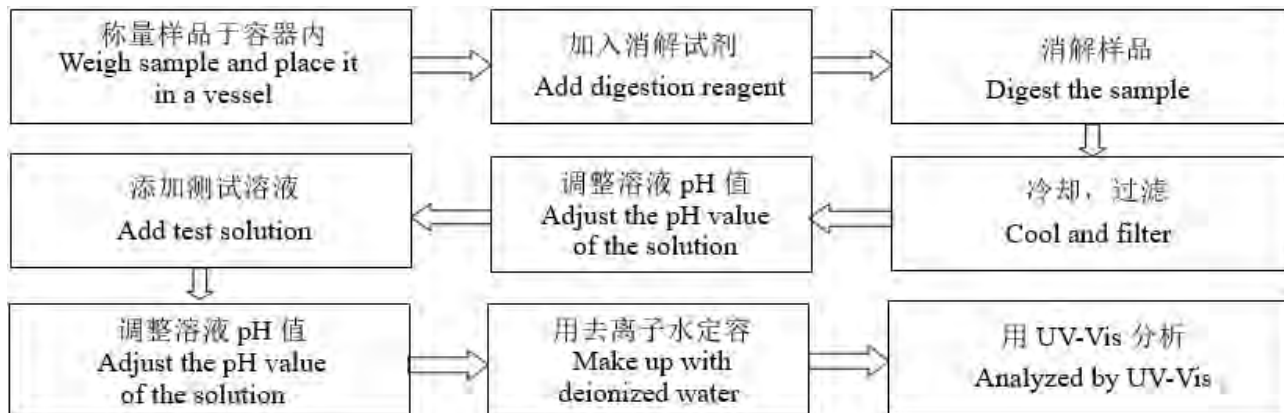 称量样品于容器内
Weigh sample and place it
in a vessel
加入消解试剂
Add digestion reagent
消解样品
Digest the sample
冷却，过滤
Cool and filter
调整溶液 pH 值
Adjust the pH value
of the solution
添加测试溶液
Add test solution
调整溶液 pH 值
Adjust the pH value
of the solution
用去离子水定容
Make up with
deionized water
用 UV-Vis 分析
Analyzed by UV-Vis